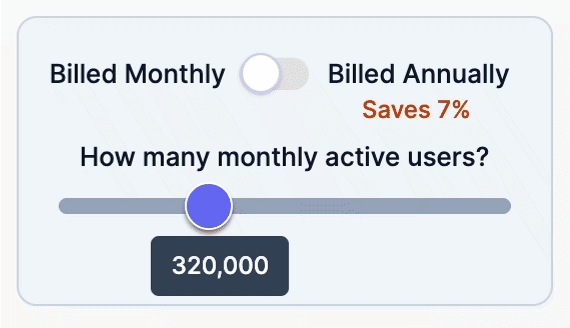 Billed Monthly Billed Annually
Saves 7%
How many monthly active users?
320,000